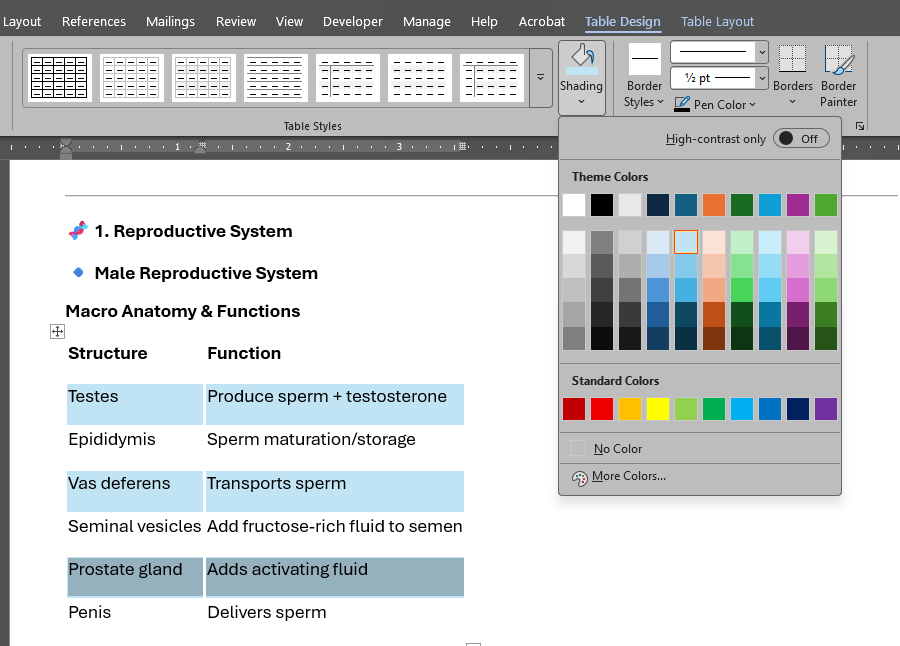 Layout References Mailings Review View Developer Manage Help Acrobat Table Design Table Layout
Shading
Border Styles
½ pt
Pen Color
Borders
Border Painter
Table Styles
1 2 3
High-contrast only Off
Theme Colors
Standard Colors
No Color
More Colors...
1. Reproductive System
Male Reproductive System
Macro Anatomy & Functions
Structure Function
Testes Produce sperm + testosterone
Epididymis Sperm maturation/storage
Vas deferens Transports sperm
Seminal vesicles Add fructose-rich fluid to semen
Prostate gland Adds activating fluid
Penis Delivers sperm